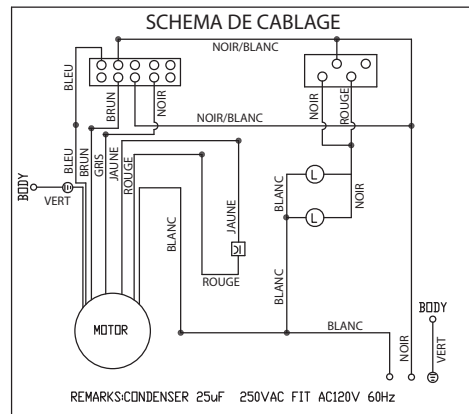 SCHEMA DE CABLAGE
NOIR/BLANC
BLEU
BRUN
NOIR
NOIR
ROUGE
NOIR/BLANC
BLEU
BRUN
GRIS
JAUNE
ROUGE
BODY
VERT
BLANC
JAUNE
BLANC
L
NOIR
L
ROUGE
BLANC
MOTOR
BLANC
BODY
NOIR
VERT
REMARKS:CONDENSER 25uF 250VAC FIT AC120V 60Hz